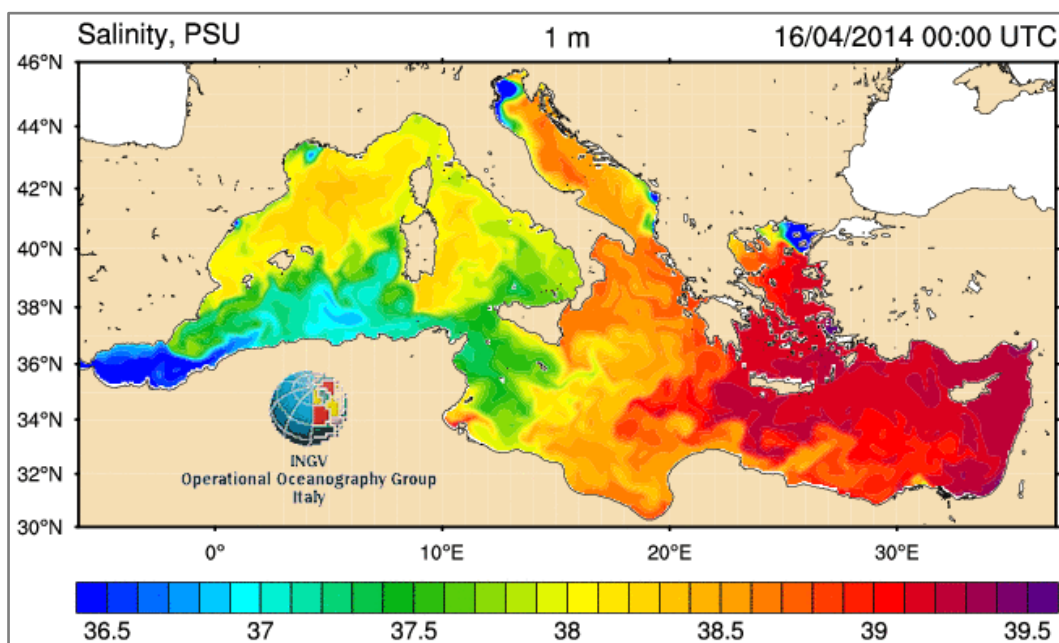 Salinity, PSU 1 m 16/04/2014 00:00 UTC
46°N
44°N
42°N
40°N
38°N
36°N
34°N
32°N
30°N
INGV
Operational Oceanography Group
Italy
0° 10°E 20°E 30°E
36.5 37 37.5 38 38.5 39 39.5